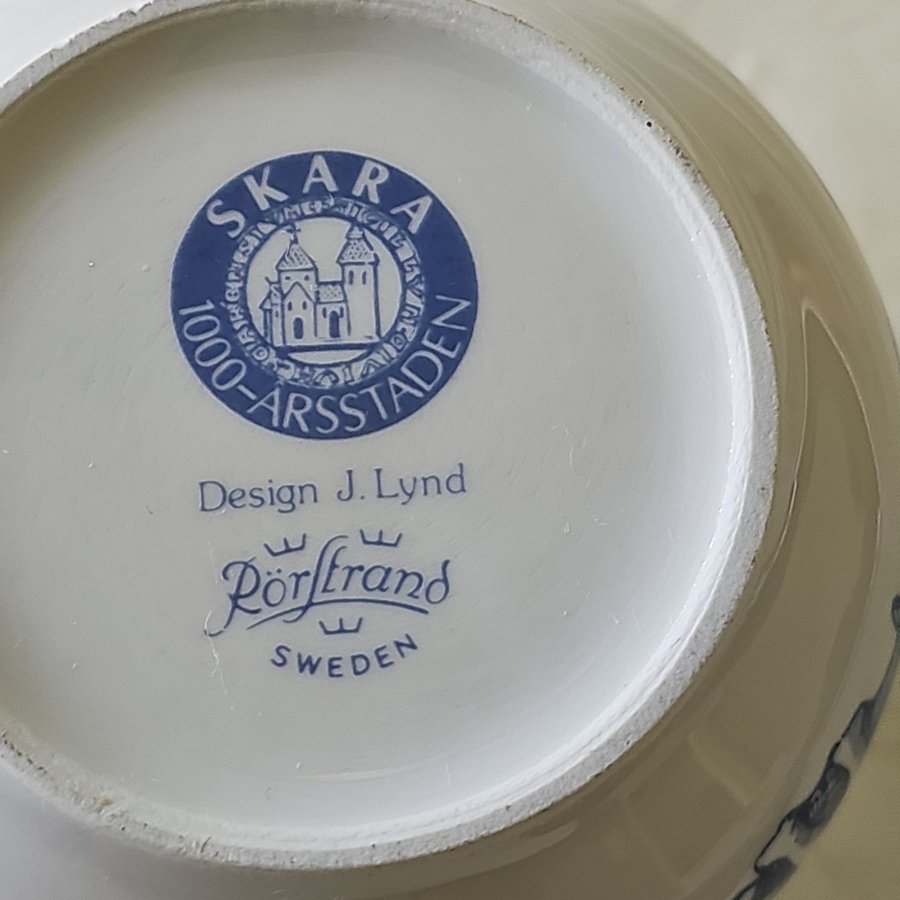 SKARA
1000-ÅRSSTADEN
Design J. Lynd
Rörstrand
SWEDEN